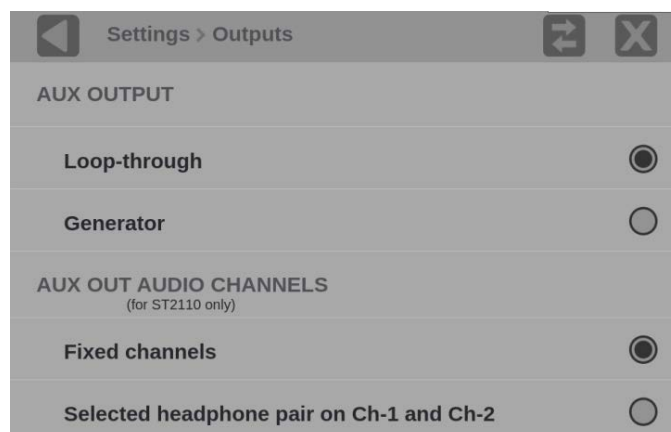 Settings > Outputs
AUX OUTPUT
Loop-through
Generator
AUX OUT AUDIO CHANNELS
(for ST2110 only)
Fixed channels
Selected headphone pair on Ch-1 and Ch-2